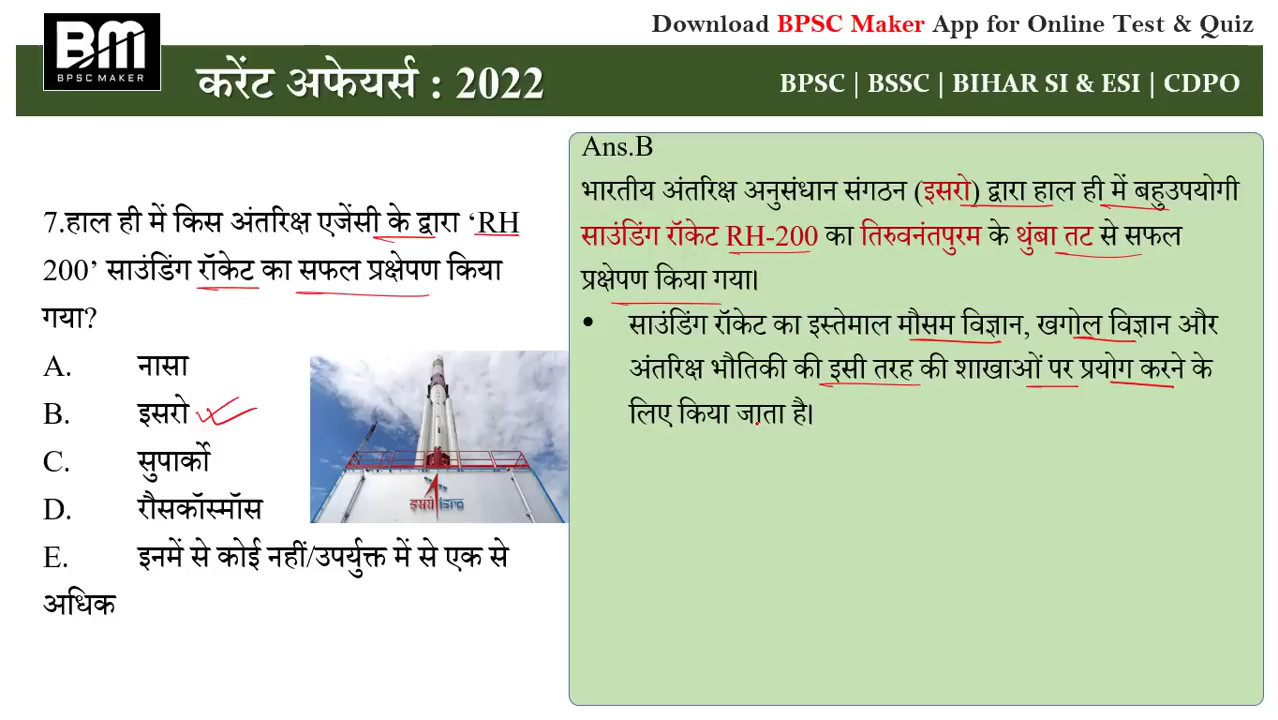 Download BPSC Maker App for Online Test & Quiz
BM
BPSC MAKER
करेंट अफेयर्स : 2022
BPSC | BSSC | BIHAR SI & ESI | CDPO
7.हाल ही में किस अंतरिक्ष एजेंसी के द्वारा ‘RH
200’ साउंडिंग रॉकेट का सफल प्रक्षेपण किया
गया?
A. नासा
B. इसरो
C. सुपार्को
D. रौसकॉस्मॉस
E. इनमें से कोई नहीं/उपर्युक्त में से एक से
अधिक
इसरो isro
Ans.B
भारतीय अंतरिक्ष अनुसंधान संगठन (इसरो) द्वारा हाल ही में बहुउपयोगी
साउंडिंग रॉकेट RH-200 का तिरुवनंतपुरम के थुंबा तट से सफल
प्रक्षेपण किया गया।
• साउंडिंग रॉकेट का इस्तेमाल मौसम विज्ञान, खगोल विज्ञान और
अंतरिक्ष भौतिकी की इसी तरह की शाखाओं पर प्रयोग करने के
लिए किया जाता है।